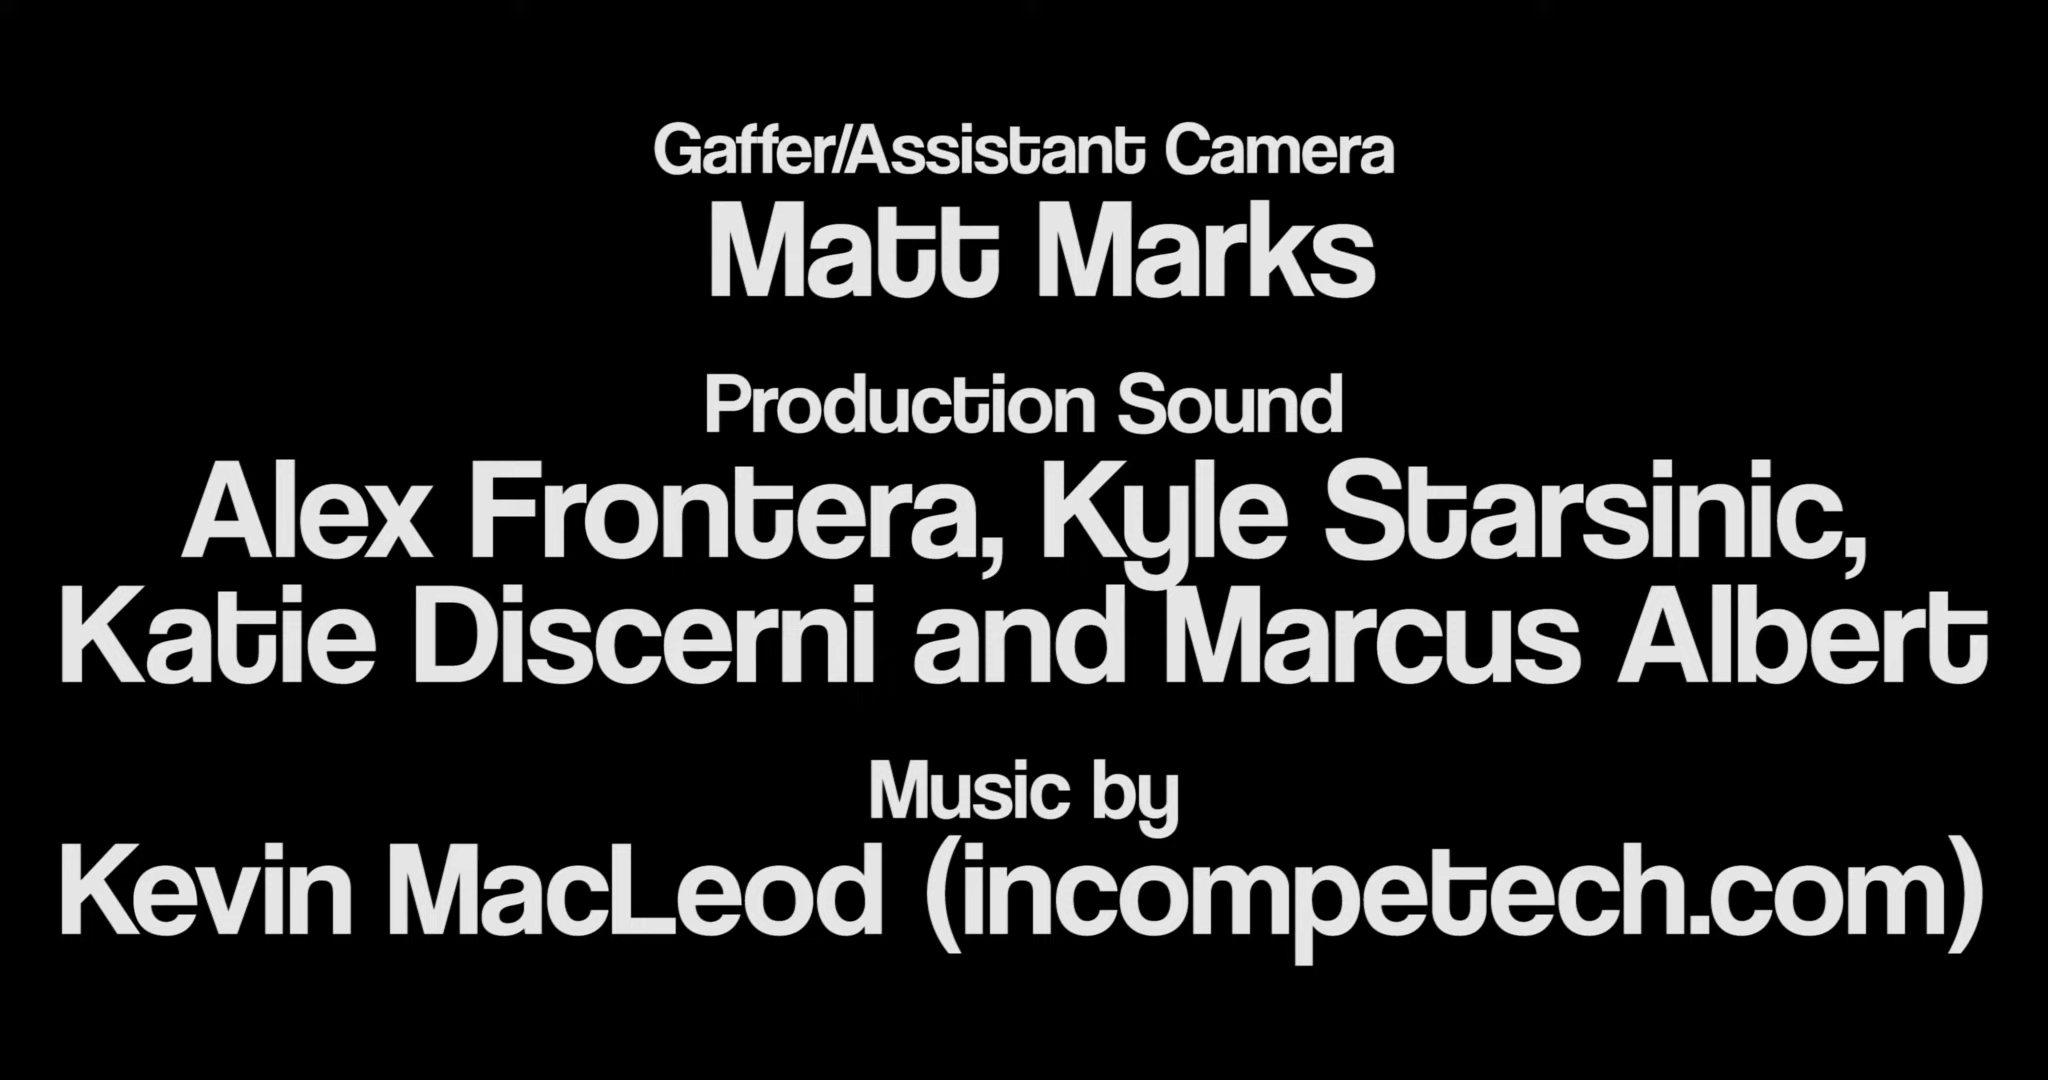 Gaffer/Assistant Camera
Matt Marks
Production Sound
Alex Frontera, Kyle Starsinic,
Katie Discerni and Marcus Albert
Music by
Kevin MacLeod (incompetech.com)